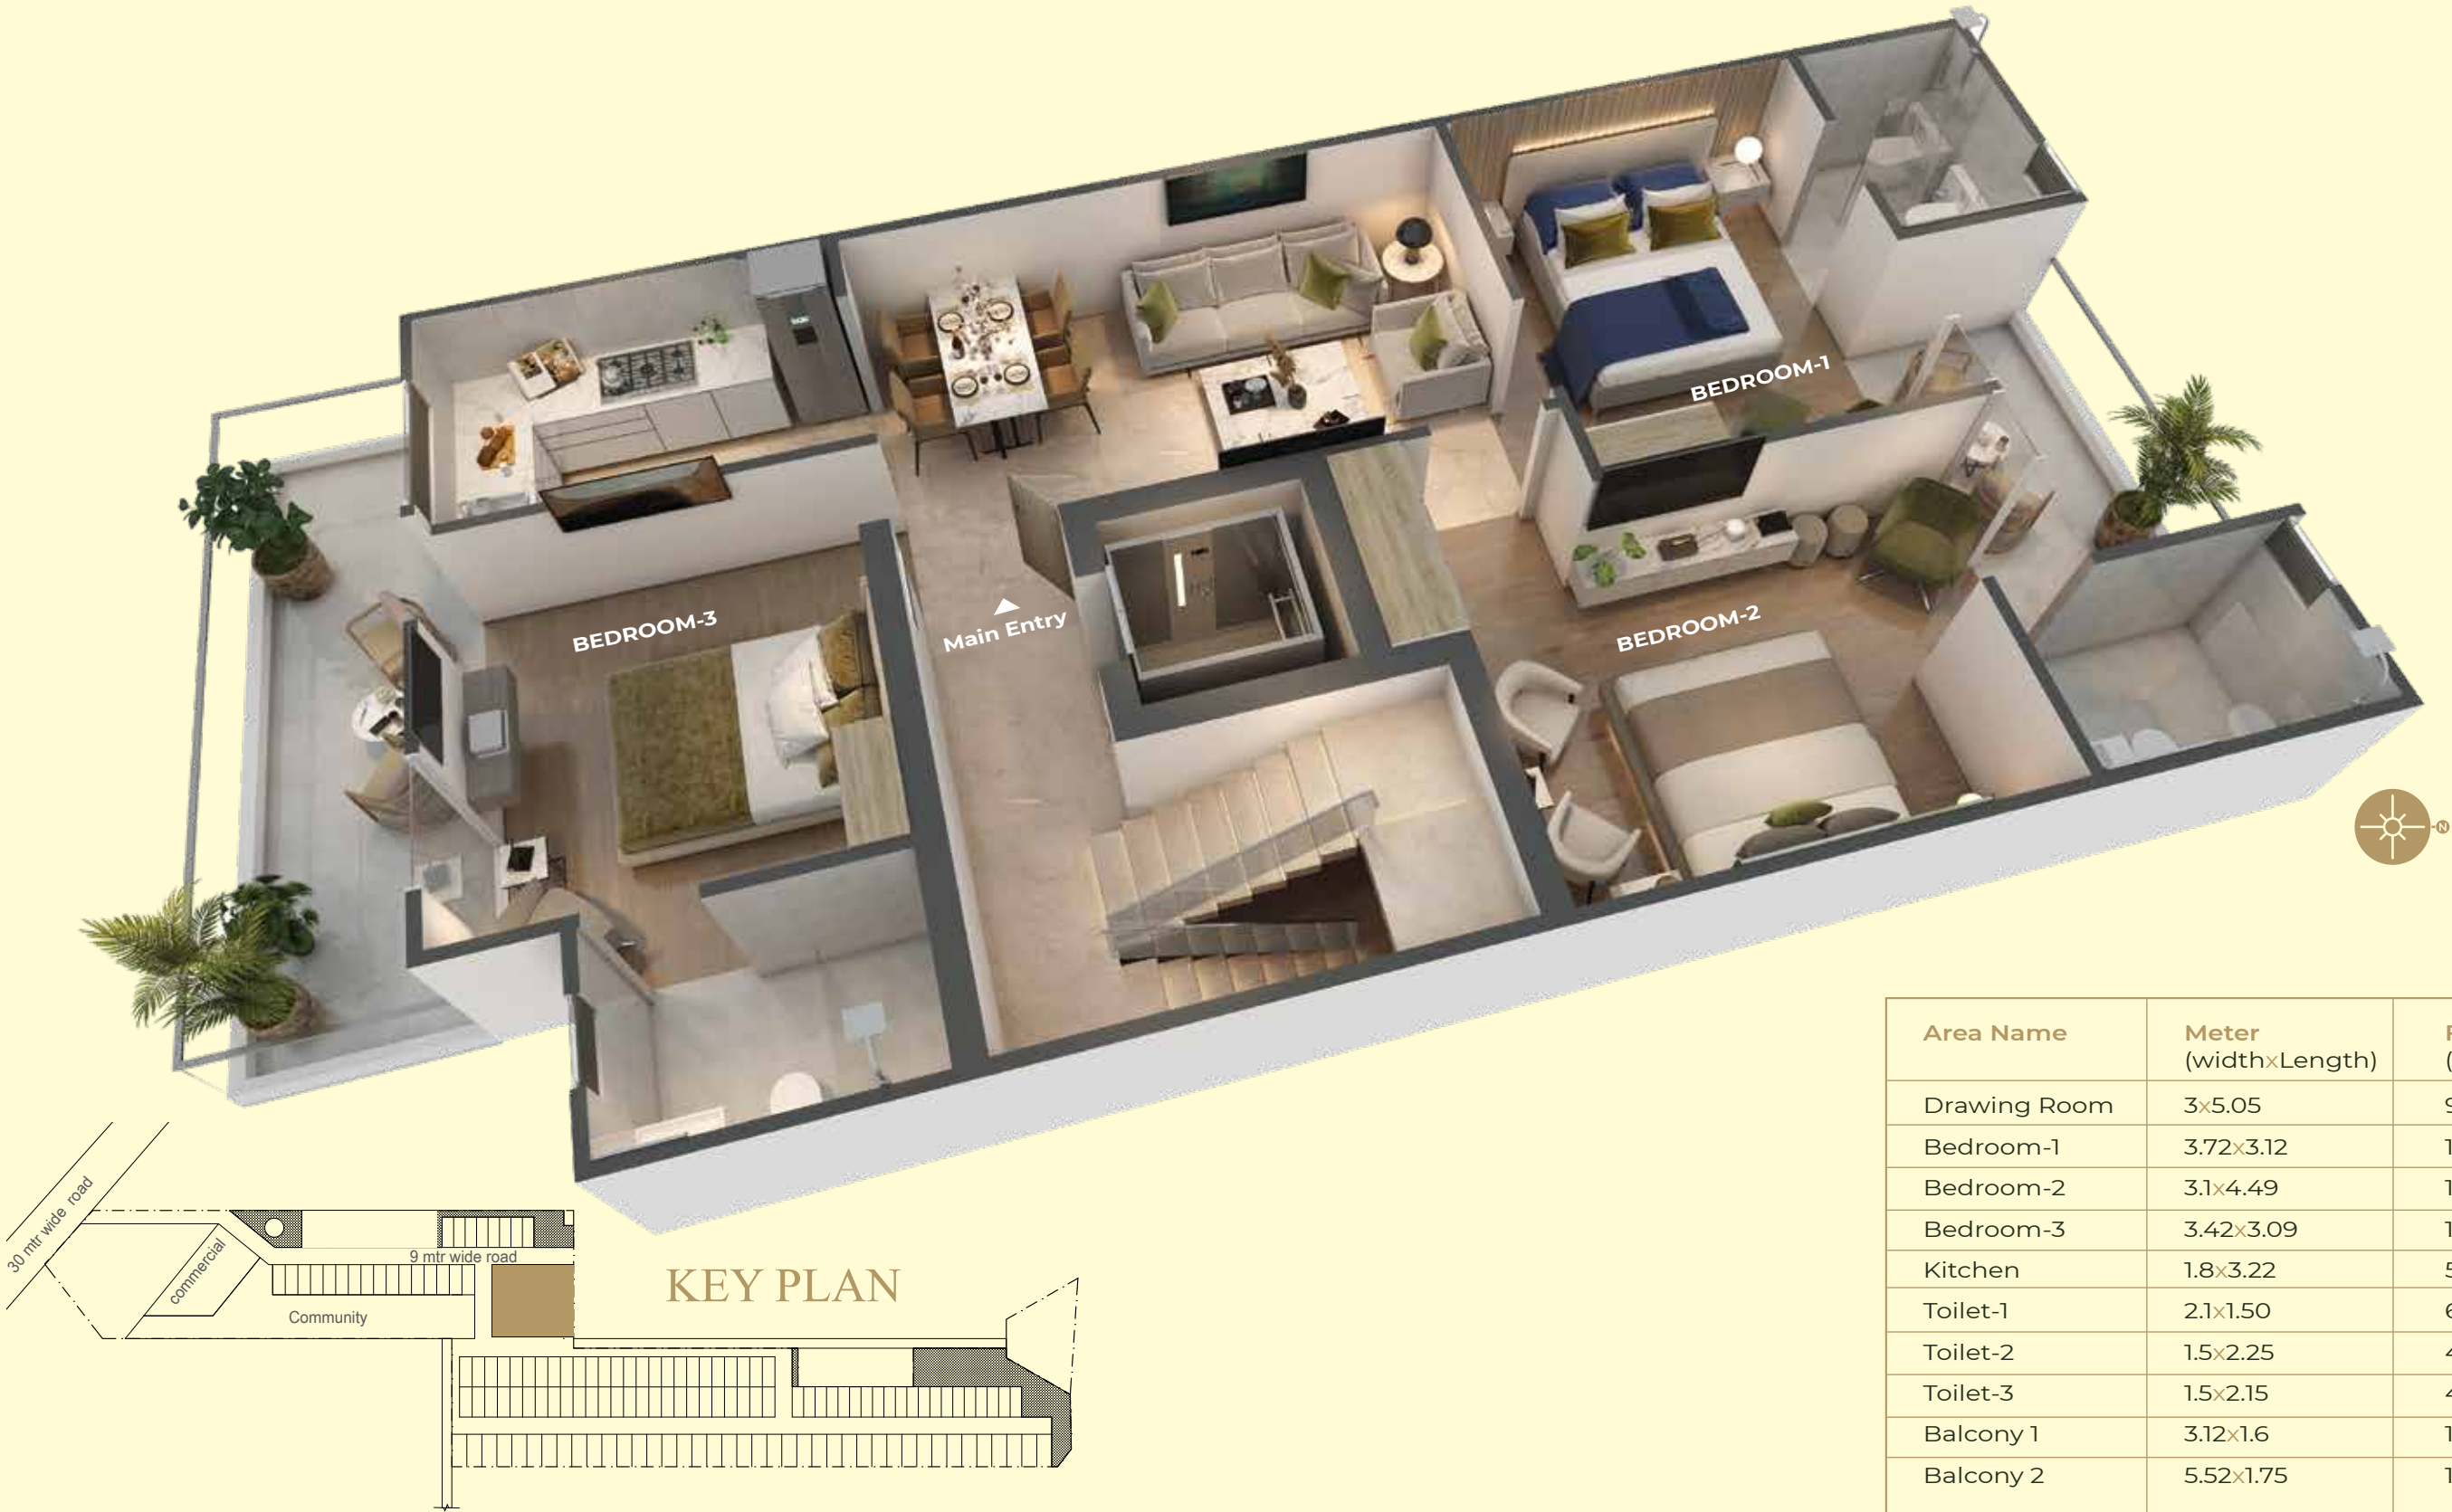 BEDROOM-1
BEDROOM-3
Main Entry
BEDROOM-2
N
Area Name
Meter
(widthxLength)
Drawing Room 3x5.05
Bedroom-1 3.72x3.12
Bedroom-2 3.1x4.49
Bedroom-3 3.42x3.09
Kitchen 1.8x3.22
Toilet-1 2.1x1.50
Toilet-2 1.5x2.25
Toilet-3 1.5x2.15
Balcony 1 3.12x1.6
Balcony 2 5.52x1.75
30 mtr wide road
commercial
9 mtr wide road
Community
KEY PLAN